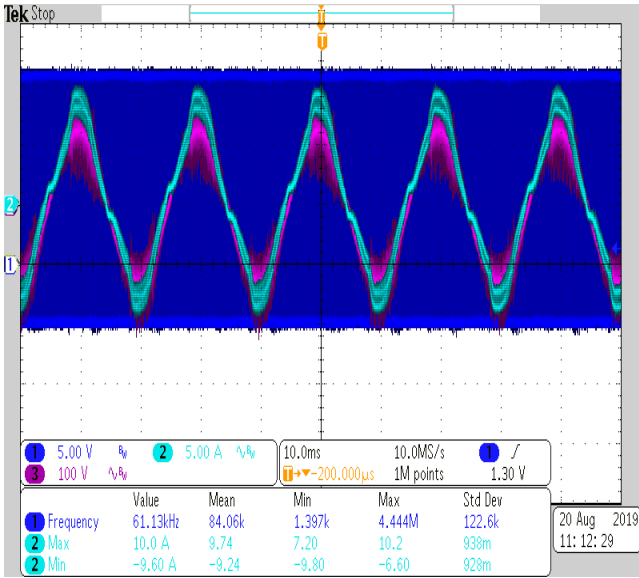 Tek Stop
T
T
2
1
1 5.00 V BW 2 5.00 A ∿BW 10.0ms 10.0MS/s 1 ∫
3 100 V ∿BW T→▼-200.000µs 1M points 1.30 V
Value Mean Min Max Std Dev
1 Frequency 61.13kHz 84.06k 1.397k 4.444M 122.6k
2 Max 10.0 A 9.74 7.20 10.2 938m
2 Min -9.60 A -9.24 -9.80 -6.60 928m
20 Aug 2019
11:12:29